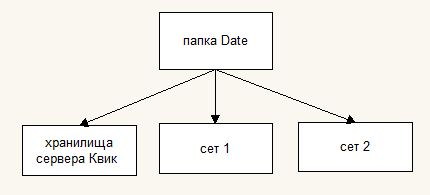 папка Date
хранилища
сервера Квик
сет 1
сет 2